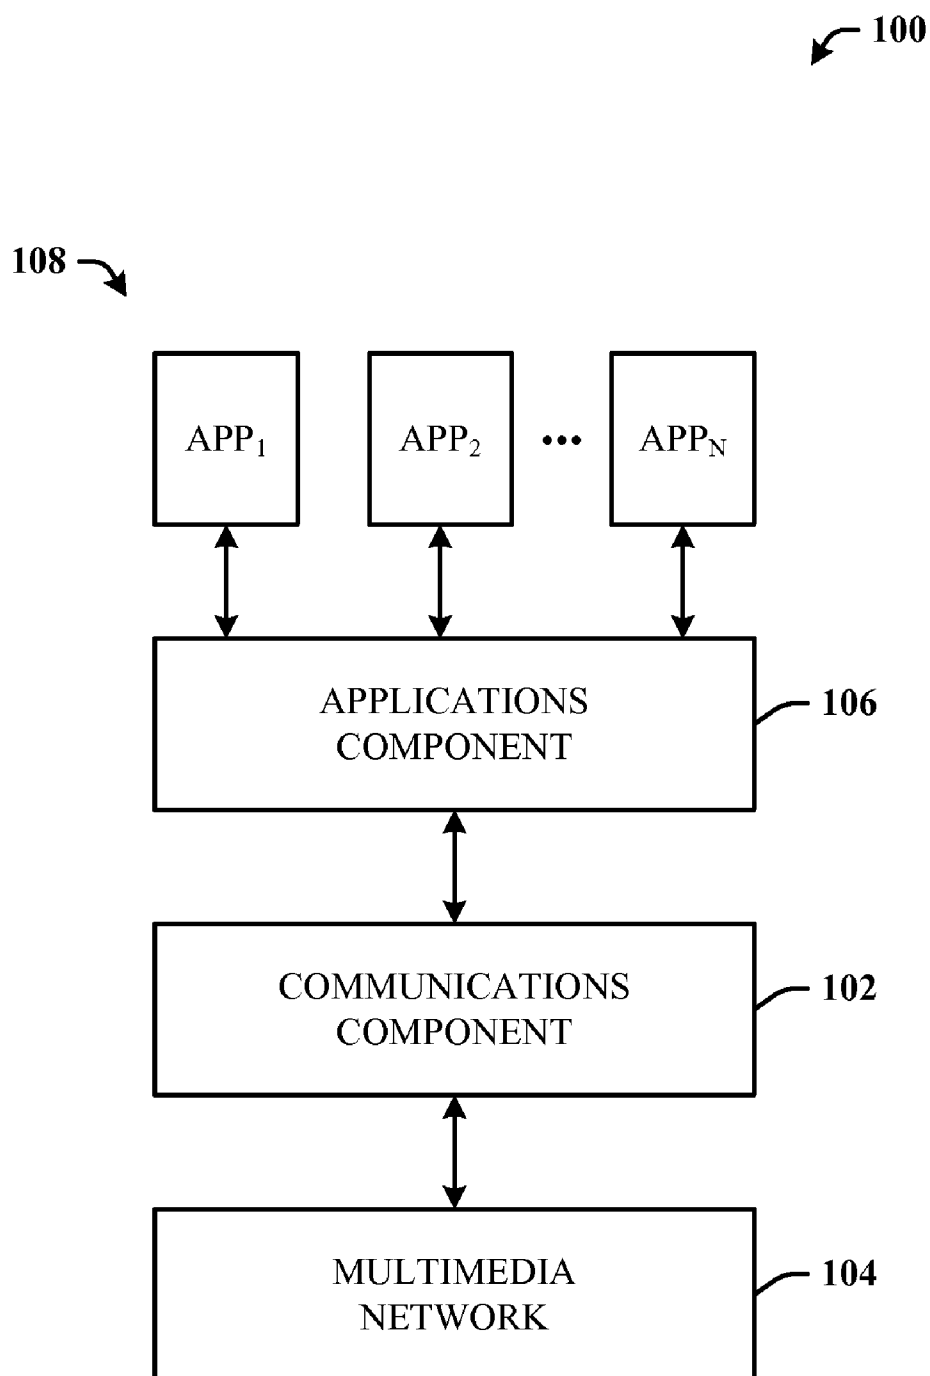 100
108
APP₁ APP₂ ••• APPN
APPLICATIONS
COMPONENT
106
COMMUNICATIONS
COMPONENT
102
MULTIMEDIA
NETWORK
104